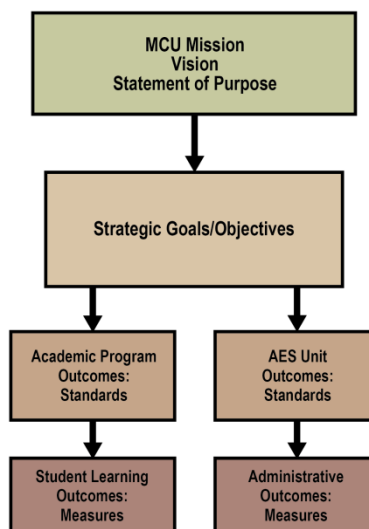 MCU Mission
Vision
Statement of Purpose
Strategic Goals/Objectives
Academic Program
Outcomes:
Standards
AES Unit
Outcomes:
Standards
Student Learning
Outcomes:
Measures
Administrative
Outcomes:
Measures